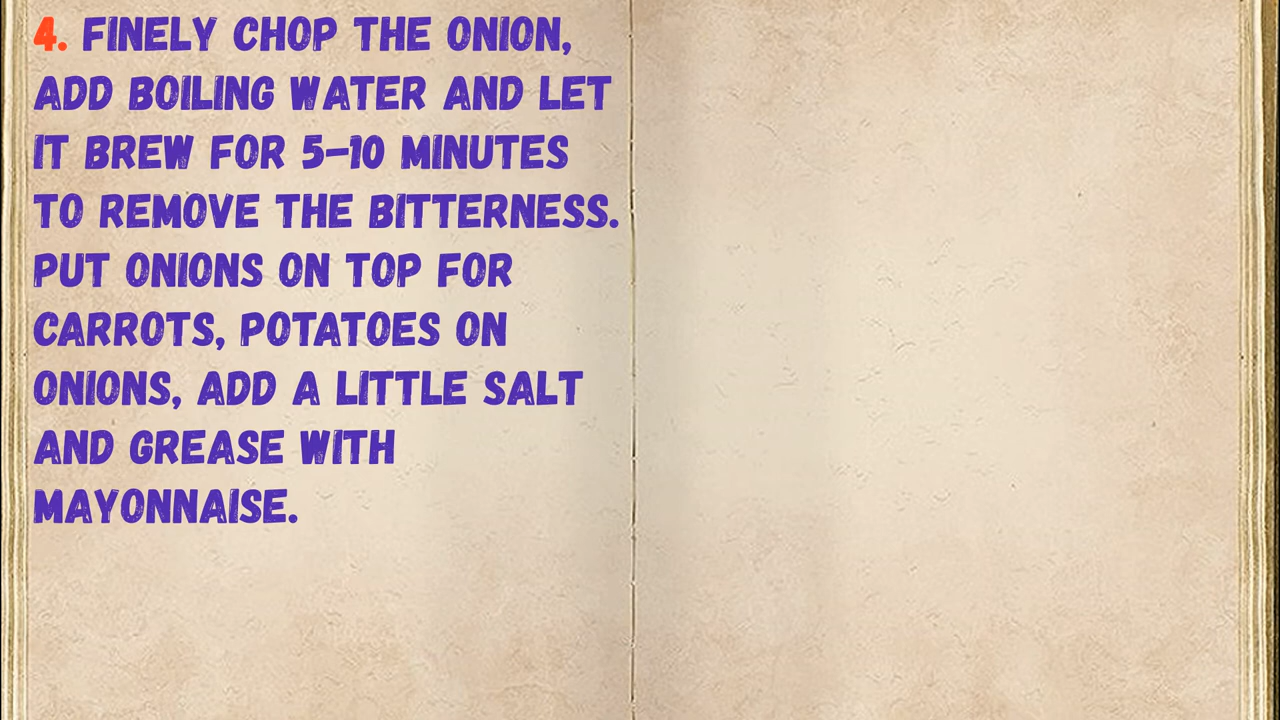 4. FINELY CHOP THE ONION,
ADD BOILING WATER AND LET
IT BREW FOR 5–10 MINUTES
TO REMOVE THE BITTERNESS.
PUT ONIONS ON TOP FOR
CARROTS, POTATOES ON
ONIONS, ADD A LITTLE SALT
AND GREASE WITH
MAYONNAISE.